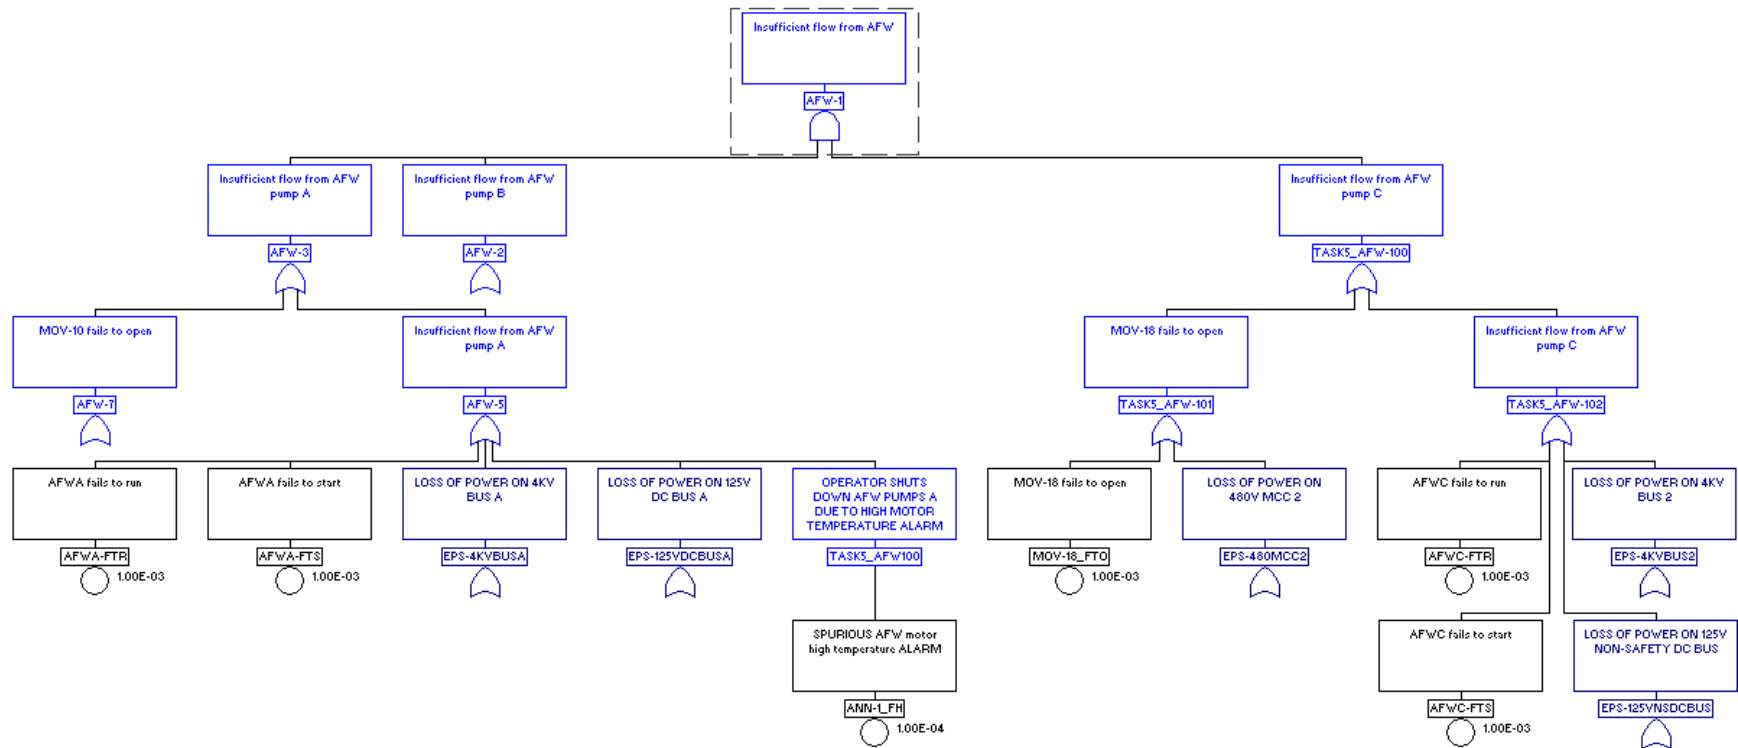 Insufficient flow from AFW
AFW-1
Insufficient flow from AFW
pump A
AFW-3
Insufficient flow from AFW
pump B
AFW-2
Insufficient flow from AFW
pump C
TASK5_AFW-100
MOV-10 fails to open
AFW-7
Insufficient flow from AFW
pump A
AFW-5
MOV-18 fails to open
TASK5_AFW-101
Insufficient flow from AFW
pump C
TASK5_AFW-102
AFWA fails to run
AFWA-FTR
1.00E-03
AFWA fails to start
AFWA-FTS
1.00E-03
LOSS OF POWER ON 4KV
BUS A
EPS-4KVBUSA
LOSS OF POWER ON 125V
DC BUS A
EPS-125VDCBUSA
OPERATOR SHUTS
DOWN AFW PUMPS A
DUE TO HIGH MOTOR
TEMPERATURE ALARM
TASK5_AFW100
MOV-18 fails to open
MOV-18_FTO
1.00E-03
LOSS OF POWER ON
480V MCC 2
EPS-480MCC2
AFWC fails to run
AFWC-FTR
1.00E-03
LOSS OF POWER ON 4KV
BUS 2
EPS-4KVBUS2
SPURIOUS AFW motor
high temperature ALARM
ANN-1_FH
1.00E-04
AFWC fails to start
AFWC-FTS
1.00E-03
LOSS OF POWER ON 125V
NON-SAFETY DC BUS
EPS-125VNSDCBUS